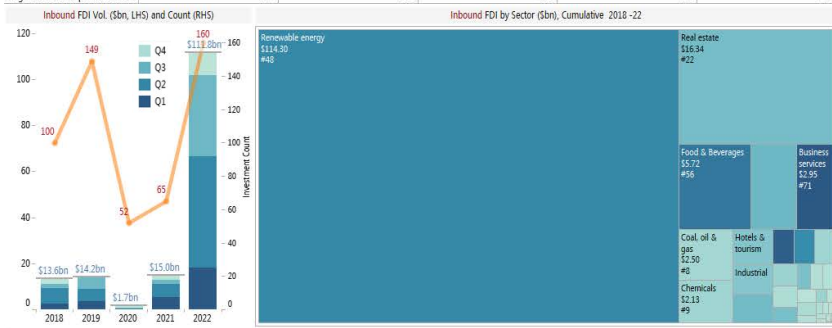 Inbound FDI Vol. ($bn, LHS) and Count (RHS)
120
100
80
60
40
20
0
100
149
52
65
160
$13.6bn
$14.2bn
$1.7bn
$15.0bn
$111.8bn
Q4
Q3
Q2
Q1
160
140
120
100
80
60
40
20
0
Investment Count
2018 2019 2020 2021 2022
Inbound FDI by Sector ($bn), Cumulative 2018 -22
Renewable energy
$114.30
#48
Real estate
$16.34
#22
Food & Beverages
$5.72
#56
Business
services
$2.95
#71
Coal, oil &
gas
$2.50
#8
Hotels &
tourism
Industrial
Chemicals
$2.13
#9